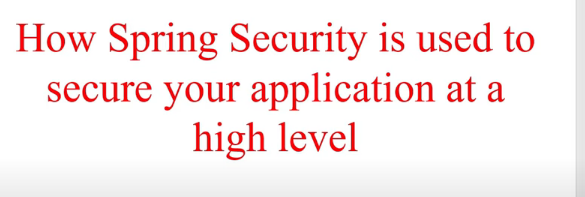 How Spring Security is used to
secure your application at a
high level